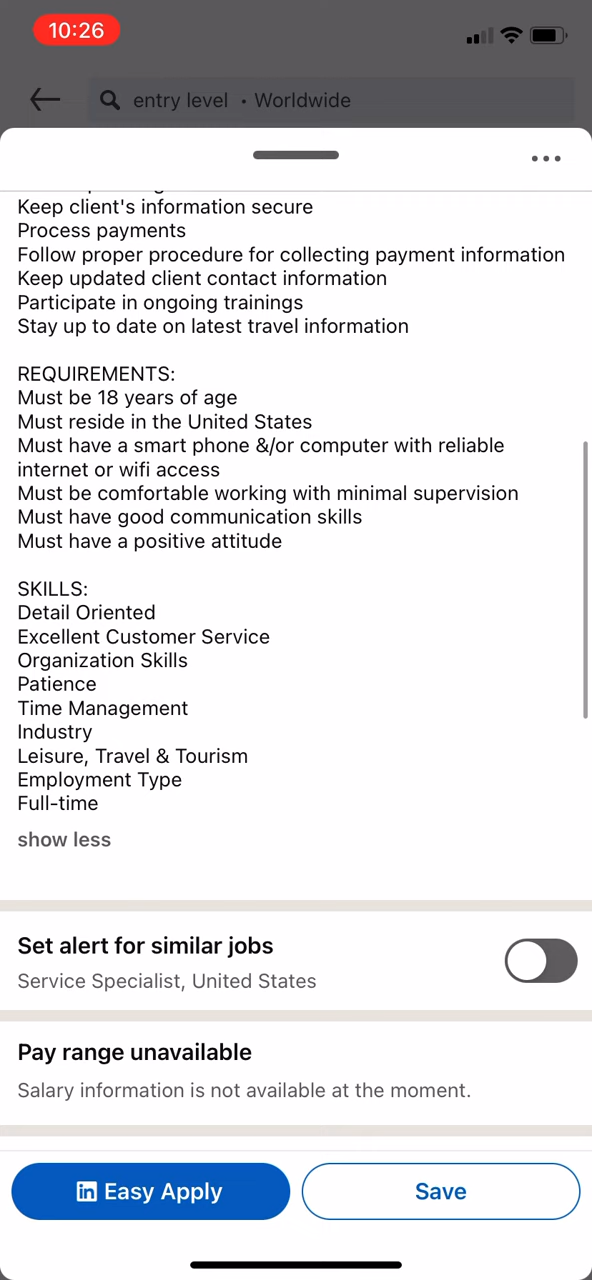 10:26
entry level • Worldwide
Keep client's information secure
Process payments
Follow proper procedure for collecting payment information
Keep updated client contact information
Participate in ongoing trainings
Stay up to date on latest travel information
REQUIREMENTS:
Must be 18 years of age
Must reside in the United States
Must have a smart phone &/or computer with reliable
internet or wifi access
Must be comfortable working with minimal supervision
Must have good communication skills
Must have a positive attitude
SKILLS:
Detail Oriented
Excellent Customer Service
Organization Skills
Patience
Time Management
Industry
Leisure, Travel & Tourism
Employment Type
Full-time
show less
Set alert for similar jobs
Service Specialist, United States
Pay range unavailable
Salary information is not available at the moment.
in Easy Apply
Save